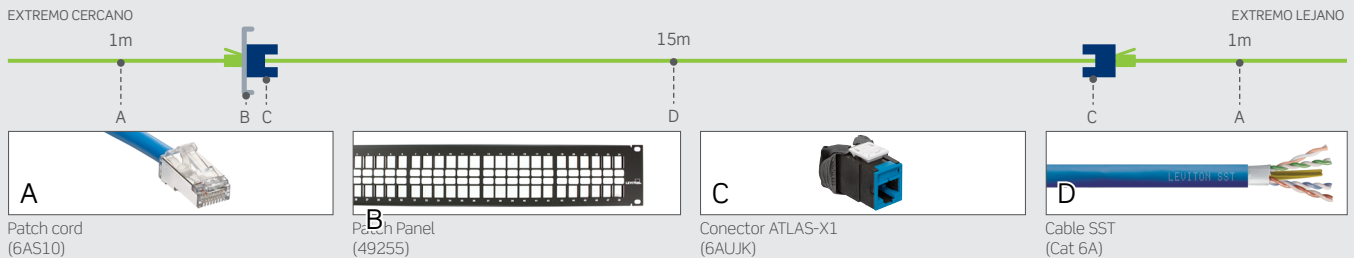 EXTREMO CERCANO
EXTREMO LEJANO
1m
15m
1m
A
B
C
D
C
A
A
B
C
D
LEVITON SST
Patch cord
(6AS10)
Patch Panel
(49255)
Conector ATLAS-X1
(6AUJK)
Cable SST
(Cat 6A)